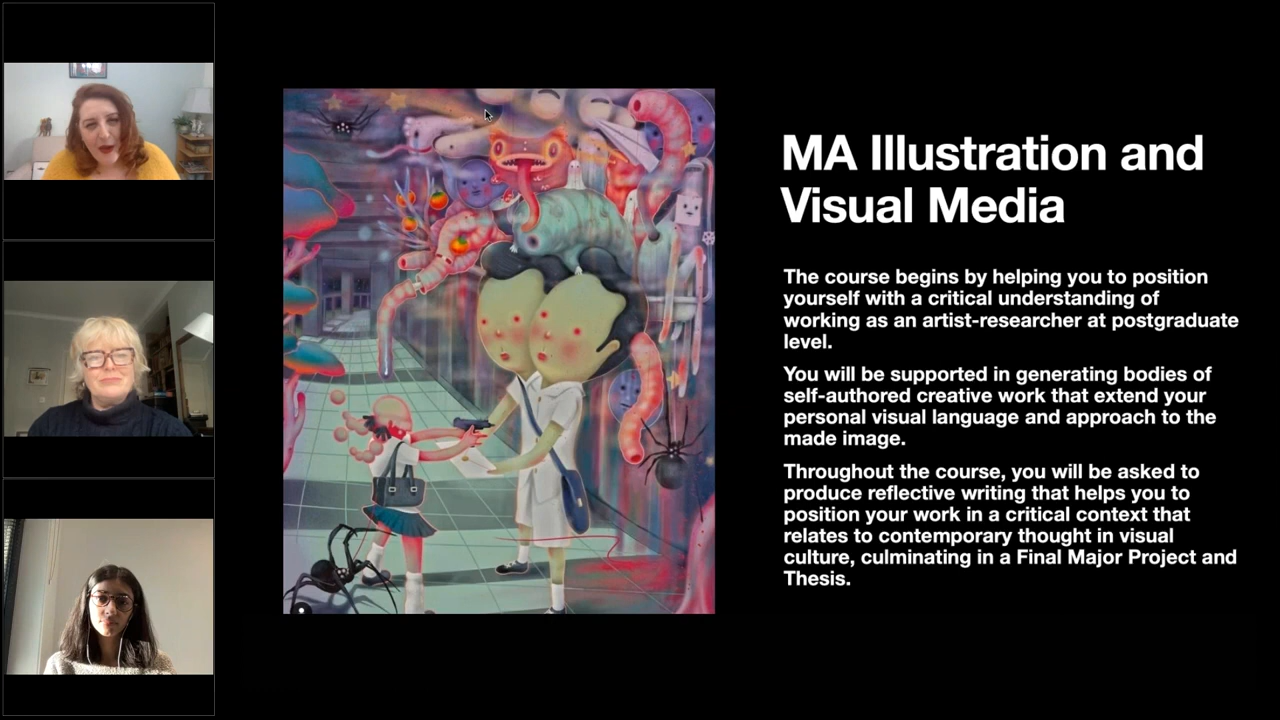 MA Illustration and
Visual Media
The course begins by helping you to position
yourself with a critical understanding of
working as an artist-researcher at postgraduate
level.
You will be supported in generating bodies of
self-authored creative work that extend your
personal visual language and approach to the
made image.
Throughout the course, you will be asked to
produce reflective writing that helps you to
position your work in a critical context that
relates to contemporary thought in visual
culture, culminating in a Final Major Project and
Thesis.